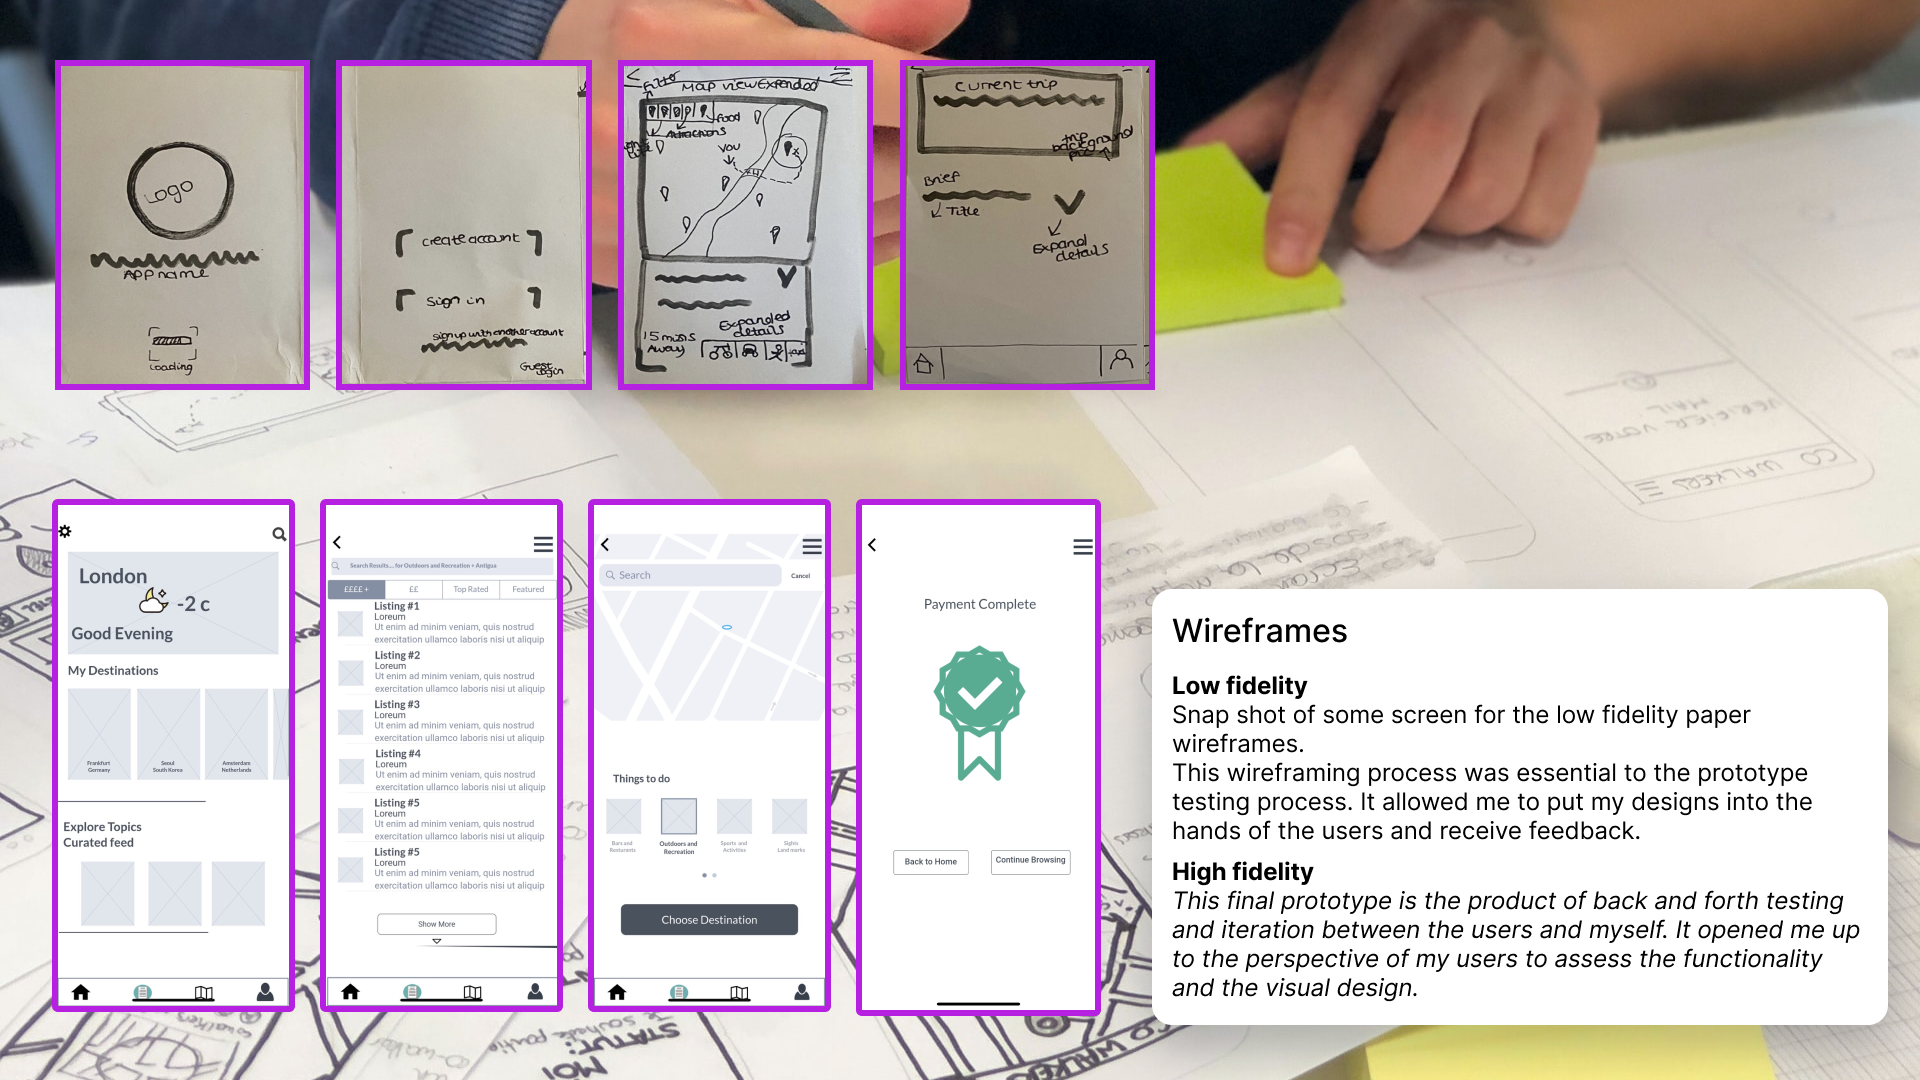 Logo
APP name
Loading
create account
Sign in
sign up with another account
Guest
login
Filter
Map view Expanded
Food
Attractions
YOU
Expanded
details
15 mins
Away
Current trip
trip
background
pic
Brief
Title
Expand
details
London
-2 c
Good Evening
My Destinations
Frankfurt
Germany
Seoul
South Korea
Amsterdam
Netherlands
Explore Topics
Curated feed
Search Results.... for Outdoors and Recreation + Antigua
££££ +
££
Top Rated
Featured
Listing #1
Loreum
Ut enim ad minim veniam, quis nostrud
exercitation ullamco laboris nisi ut aliquip
Listing #2
Loreum
Ut enim ad minim veniam, quis nostrud
exercitation ullamco laboris nisi ut aliquip
Listing #3
Loreum
Ut enim ad minim veniam, quis nostrud
exercitation ullamco laboris nisi ut aliquip
Listing #4
Loreum
Ut enim ad minim veniam, quis nostrud
exercitation ullamco laboris nisi ut aliquip
Listing #5
Loreum
Ut enim ad minim veniam, quis nostrud
exercitation ullamco laboris nisi ut aliquip
Listing #5
Loreum
Ut enim ad minim veniam, quis nostrud
exercitation ullamco laboris nisi ut aliquip
Show More
Search
Cancel
Things to do
Bars and
Resturants
Outdoors and
Recreation
Sports and
Activities
Sights
Land marks
Choose Destination
Payment Complete
Back to Home
Continue Browsing
Wireframes
Low fidelity
Snap shot of some screen for the low fidelity paper
wireframes.
This wireframing process was essential to the prototype
testing process. It allowed me to put my designs into the
hands of the users and receive feedback.
High fidelity
This final prototype is the product of back and forth testing
and iteration between the users and myself. It opened me up
to the perspective of my users to assess the functionality
and the visual design.
CO WALKERS
VERIFIER VOTRE
MAIL
STATUT:
MOI
CO WALKERS